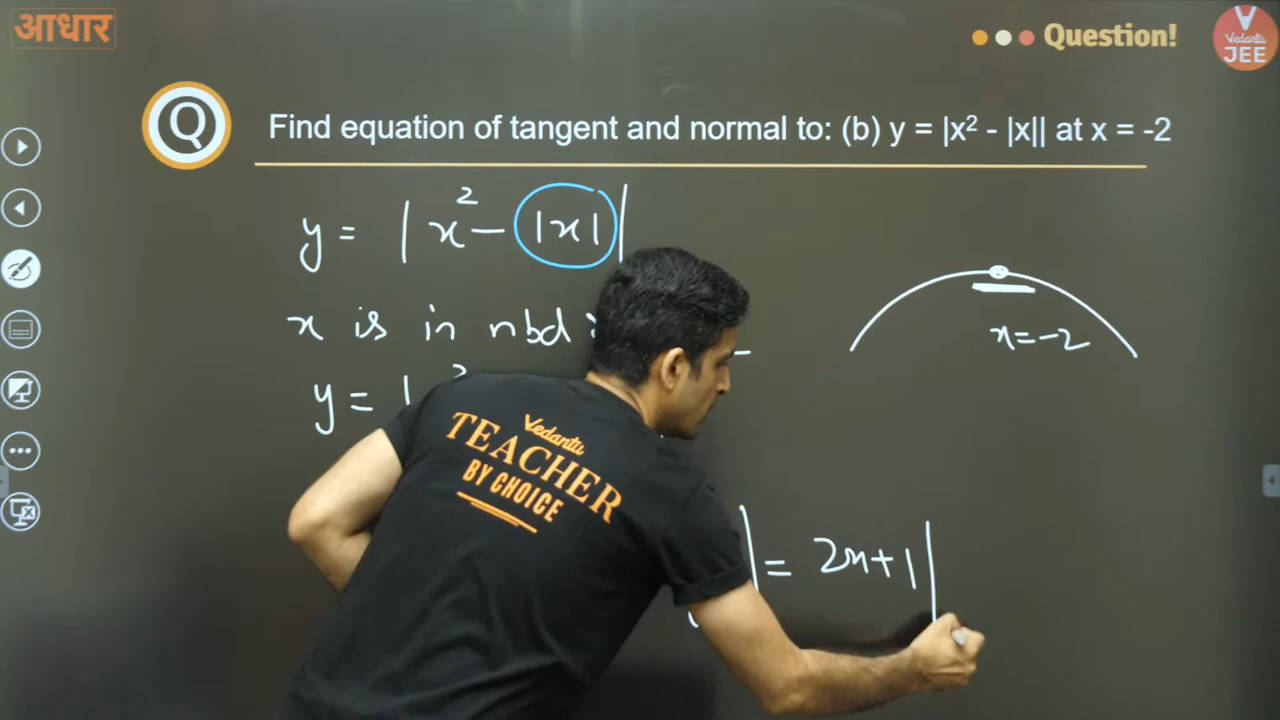 आधार
Question!
V
Vedantu
JEE
Q
Find equation of tangent and normal to: (b) y = |x² - |x|| at x = -2
y = | x² - |x| |
x is in nbd
x = -2
y = |
Vedantu
TEACHER
BY CHOICE
| = 2x+1 |